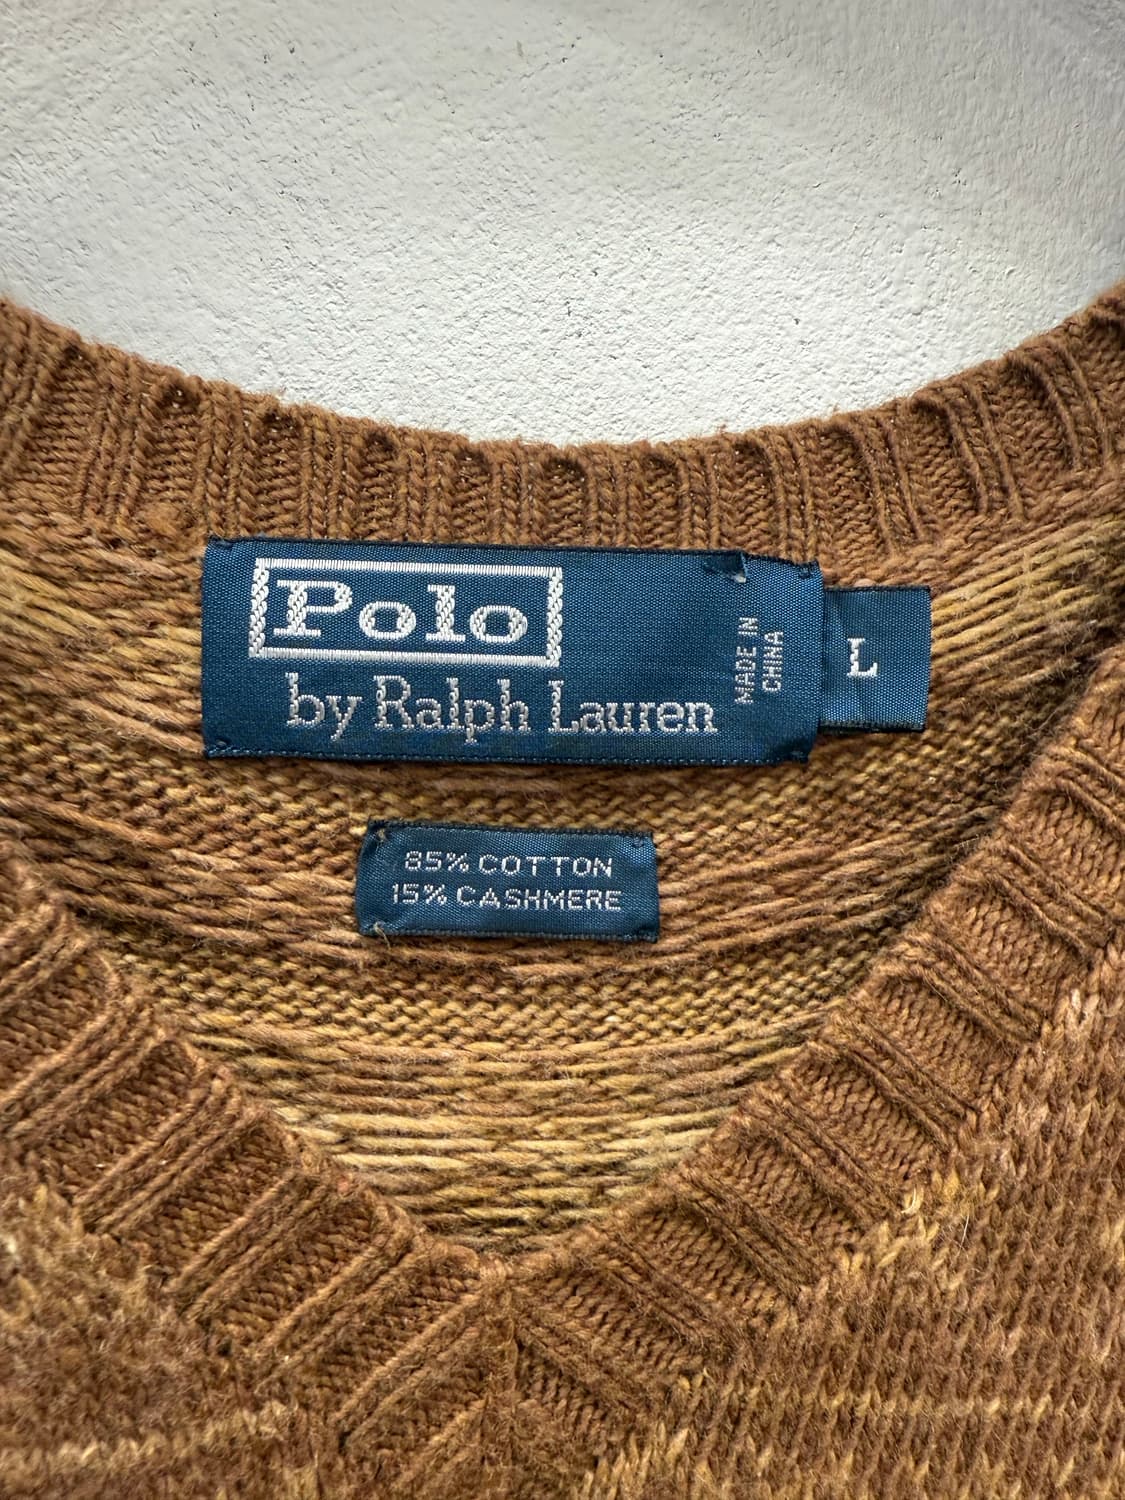 Polo
by Ralph Lauren
MADE IN
CHINA
L
85% COTTON
15% CASHMERE